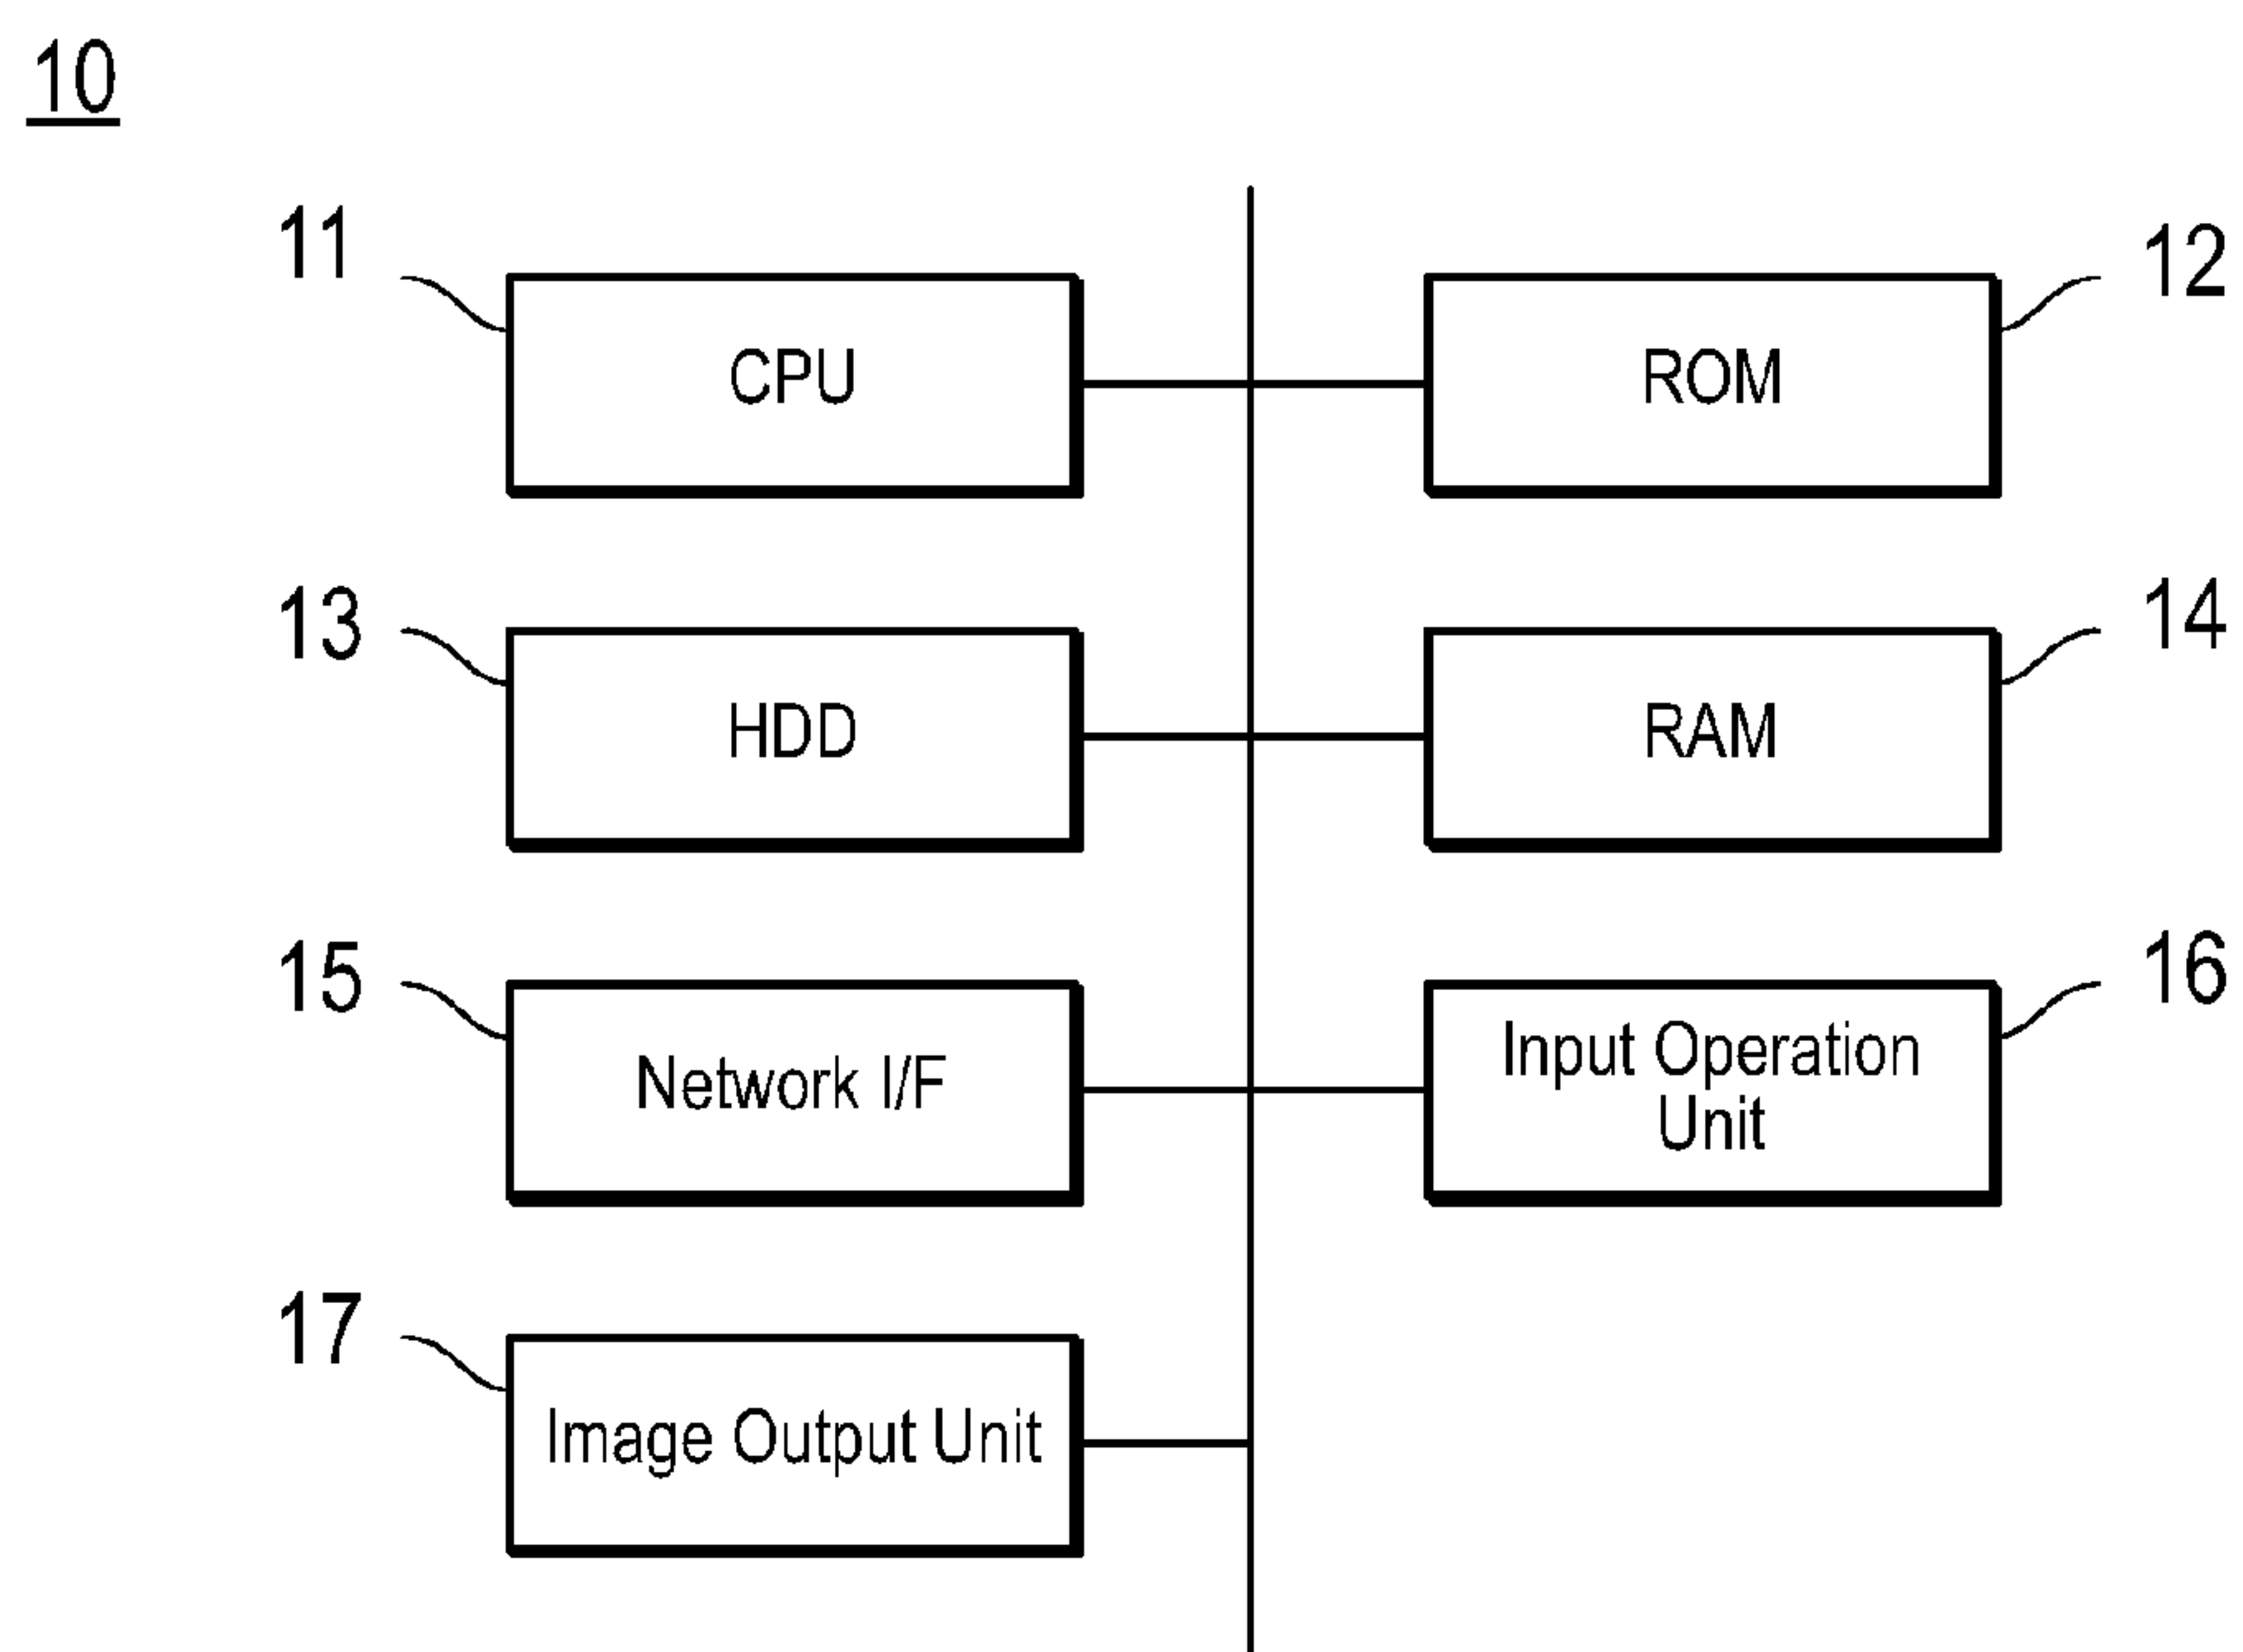 10
11
CPU
ROM
12
13
HDD
RAM
14
15
Network I/F
Input Operation
Unit
16
17
Image Output Unit